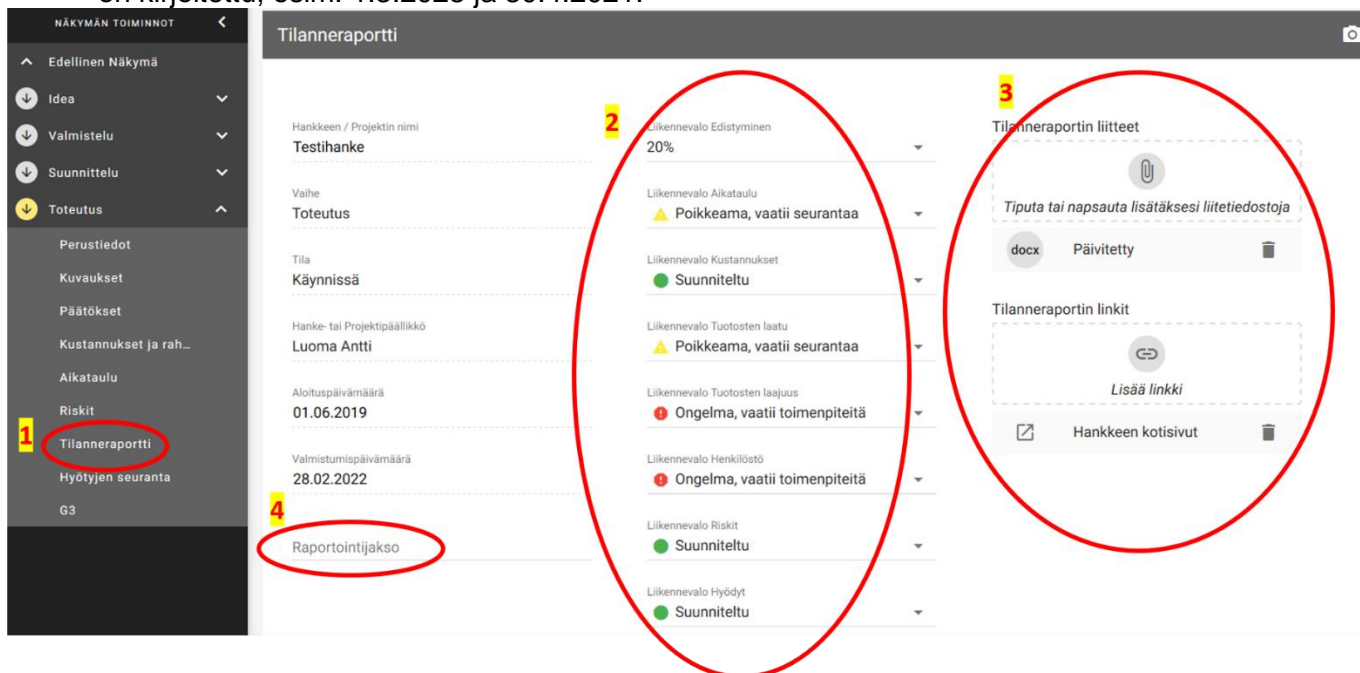 NÄKYMÄN TOIMINNOT
Edellinen Näkymä
Idea
Valmistelu
Suunnittelu
Toteutus
Perustiedot
Kuvaukset
Päätökset
Kustannukset ja rah...
Aikataulu
Riskit
1
Tilanneraportti
Hyötyjen seuranta
G3
Tilanneraportti
Hankkeen / Projektin nimi
Testihanke
Vaihe
Toteutus
Tila
Käynnissä
Hanke- tai Projektipäällikkö
Luoma Antti
Aloituspäivämäärä
01.06.2019
Valmistumispäivämäärä
28.02.2022
4
Raportointijakso
2
Liikennevalo Edistyminen
20%
Liikennevalo Aikataulu
Poikkeama, vaatii seurantaa
Liikennevalo Kustannukset
Suunniteltu
Liikennevalo Tuotosten laatu
Poikkeama, vaatii seurantaa
Liikennevalo Tuotosten laajuus
Ongelma, vaatii toimenpiteitä
Liikennevalo Henkilöstö
Ongelma, vaatii toimenpiteitä
Liikennevalo Riskit
Suunniteltu
Liikennevalo Hyödyt
Suunniteltu
3
Tilanneraportin liitteet
Tiputa tai napsauta lisätäksesi liitetiedostoja
docx Päivitetty
Tilanneraportin linkit
Lisää linkki
Hankkeen kotisivut